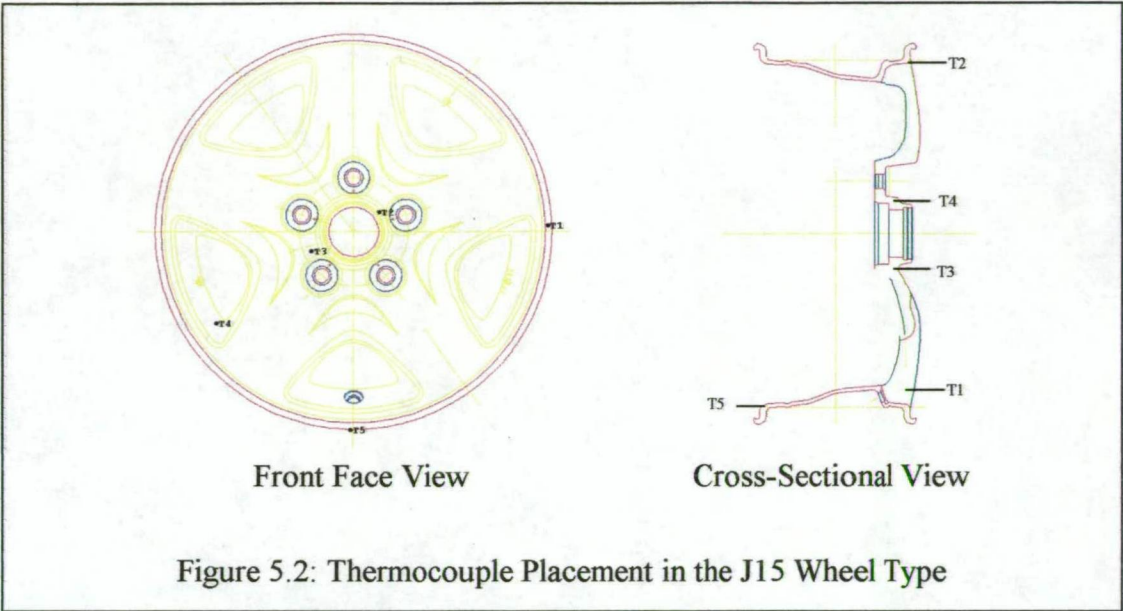 T2
T1
T3
T4
T5
T2
T4
T3
T1
T5
Front Face View
Cross-Sectional View
Figure 5.2: Thermocouple Placement in the J15 Wheel Type